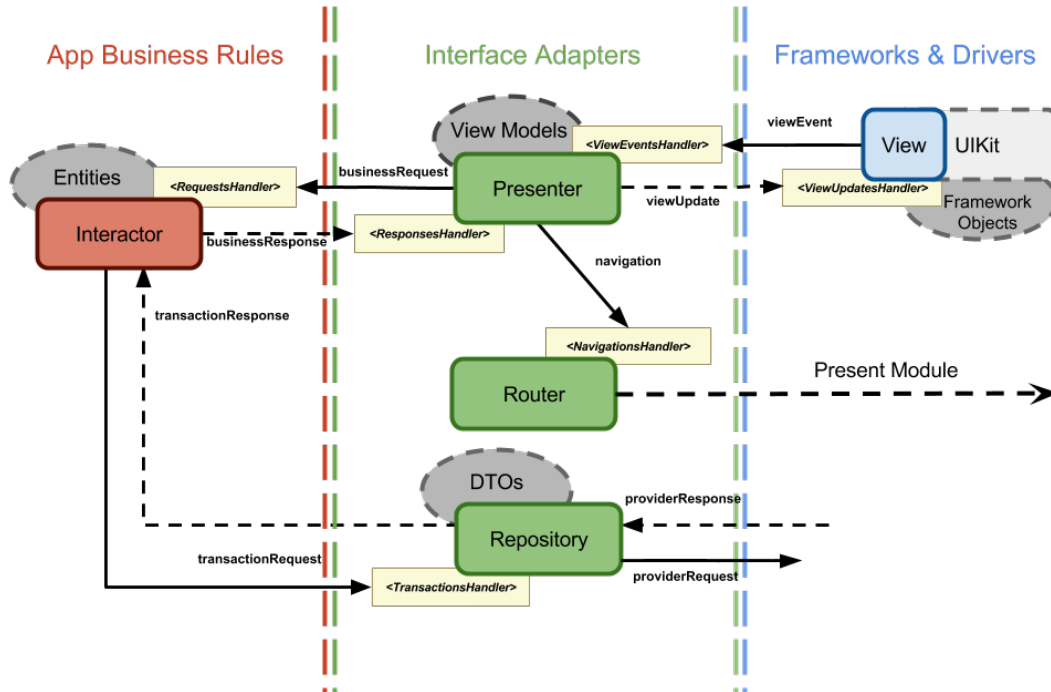 App Business Rules
Interface Adapters
Frameworks & Drivers
View Models
<ViewEventsHandler>
viewEvent
View
UIKit
Entities
<RequestsHandler>
businessRequest
Presenter
viewUpdate
<ViewUpdatesHandler>
Framework
Objects
Interactor
businessResponse
<ResponsesHandler>
navigation
transactionResponse
<NavigationsHandler>
Router
Present Module
DTOs
providerResponse
Repository
transactionRequest
providerRequest
<TransactionsHandler>